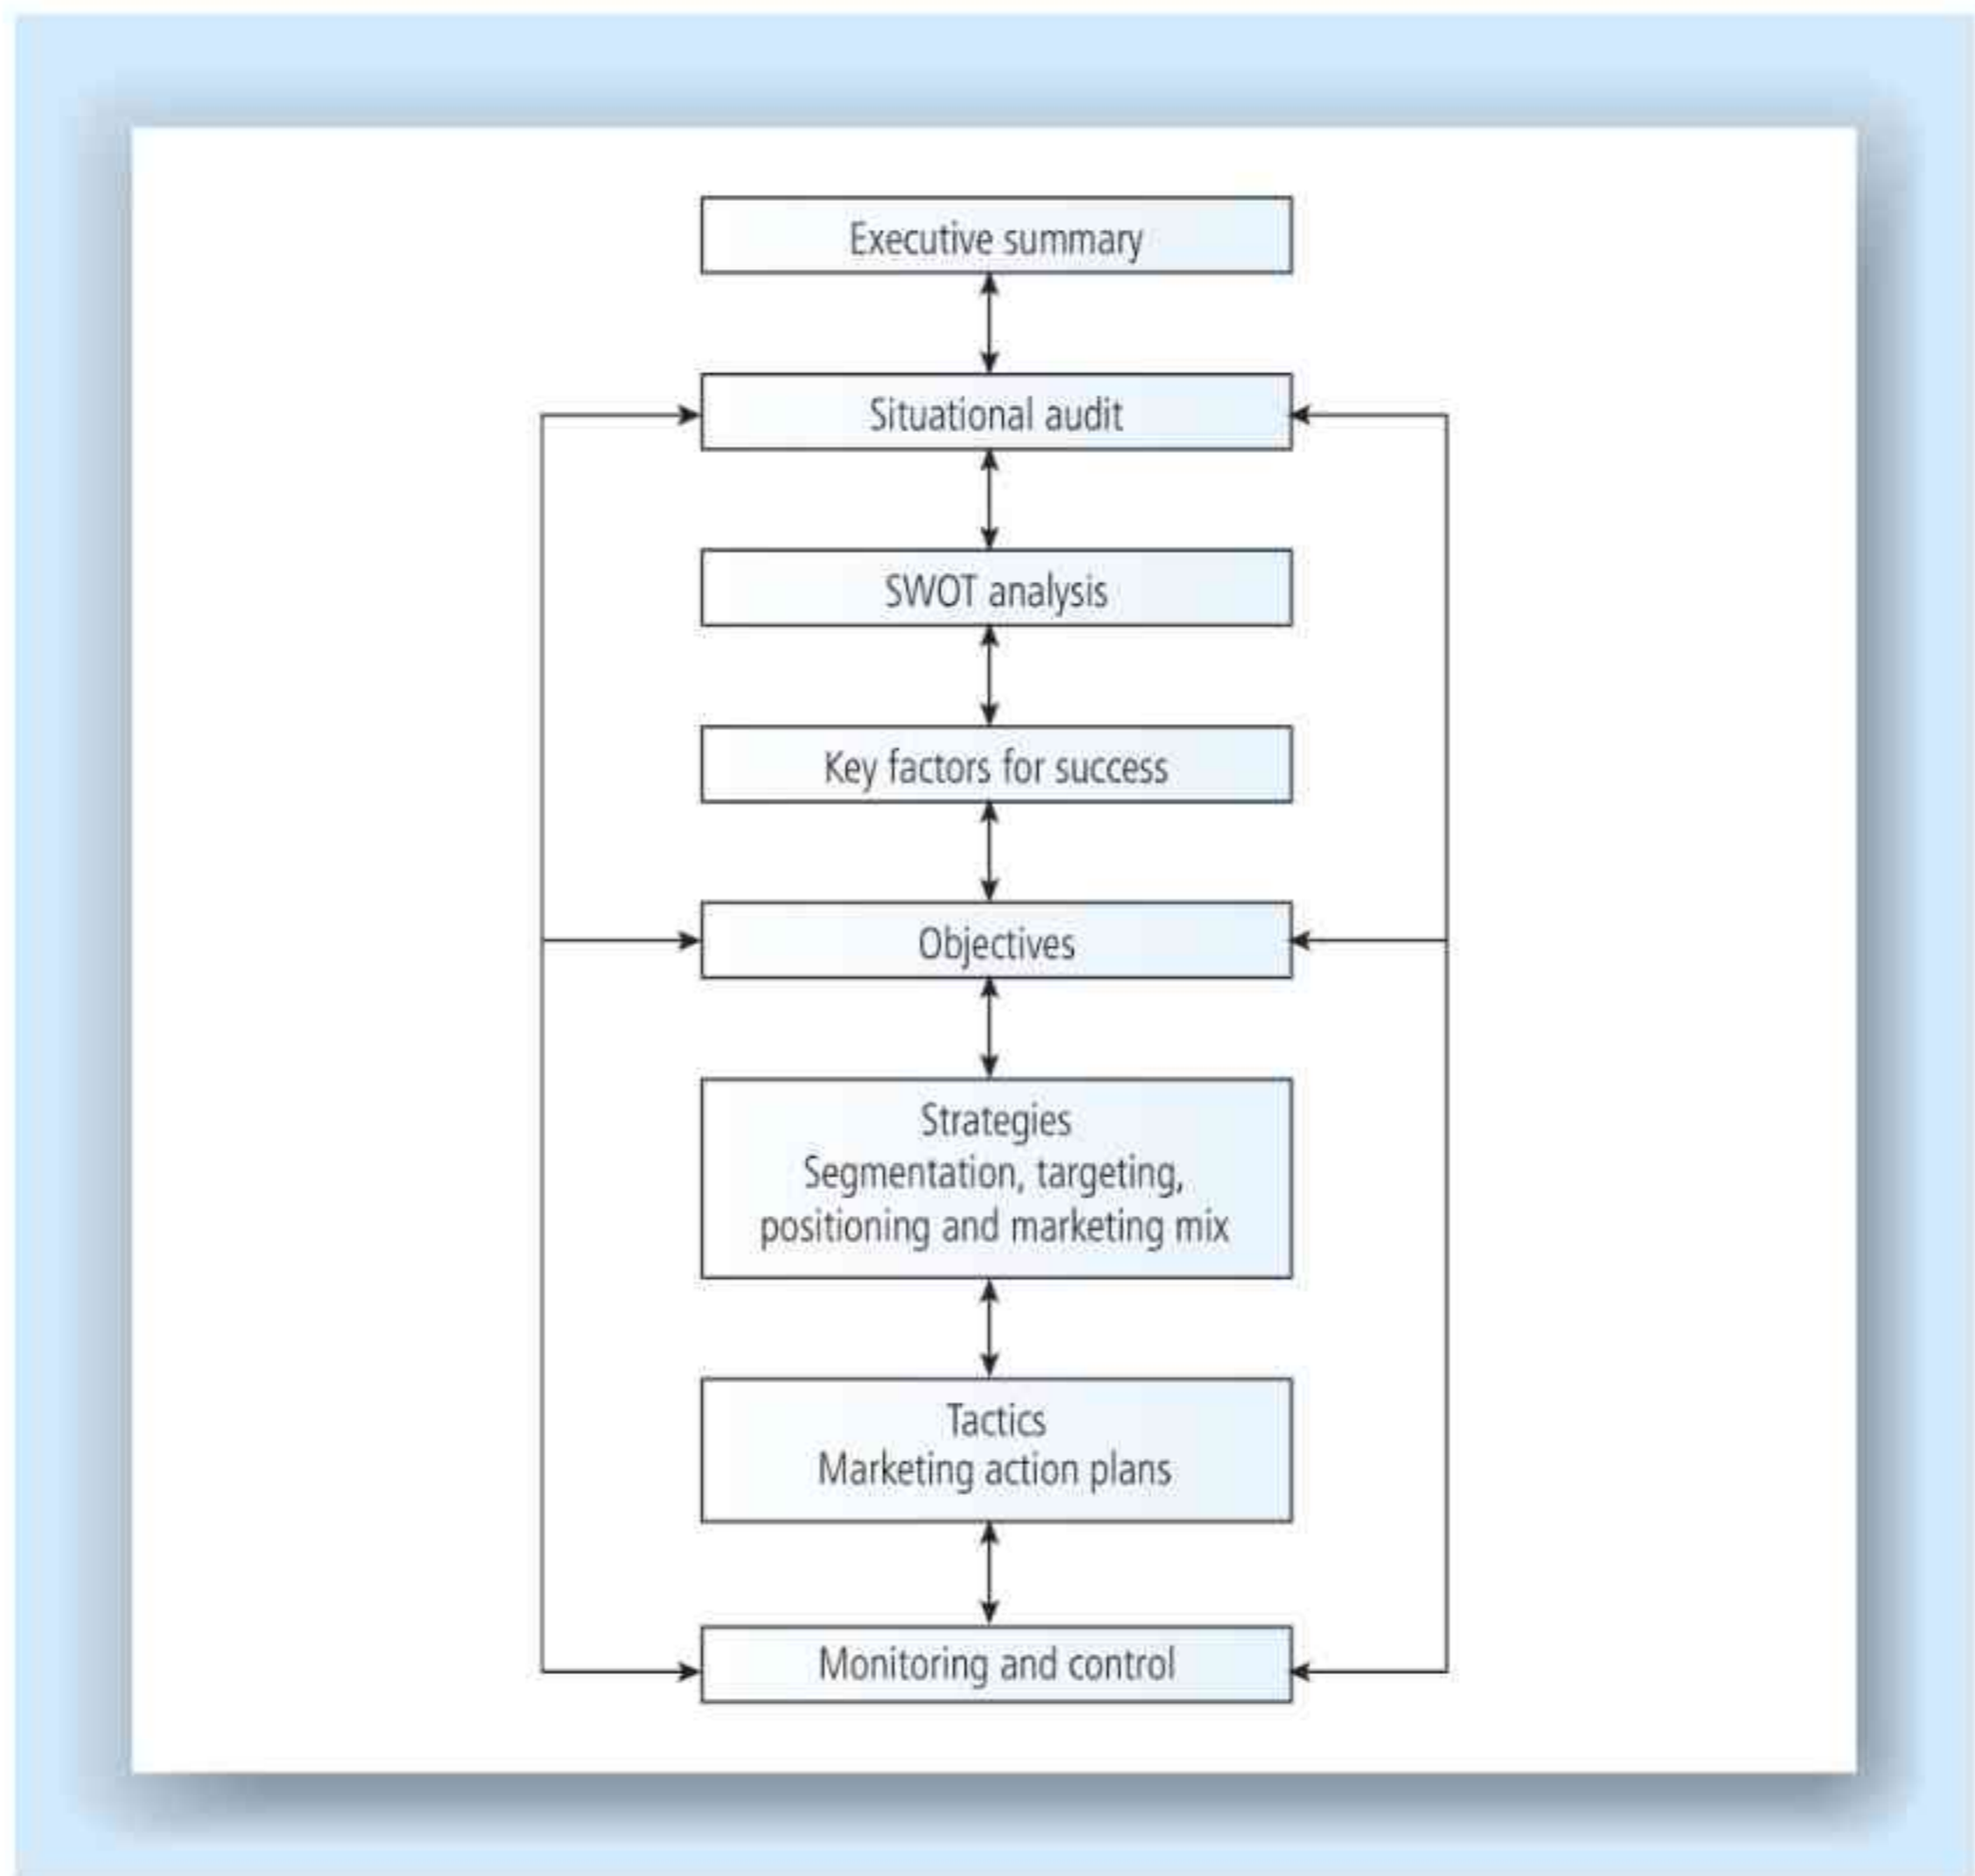 Executive summary
Situational audit
SWOT analysis
Key factors for success
Objectives
Strategies
Segmentation, targeting,
positioning and marketing mix
Tactics
Marketing action plans
Monitoring and control